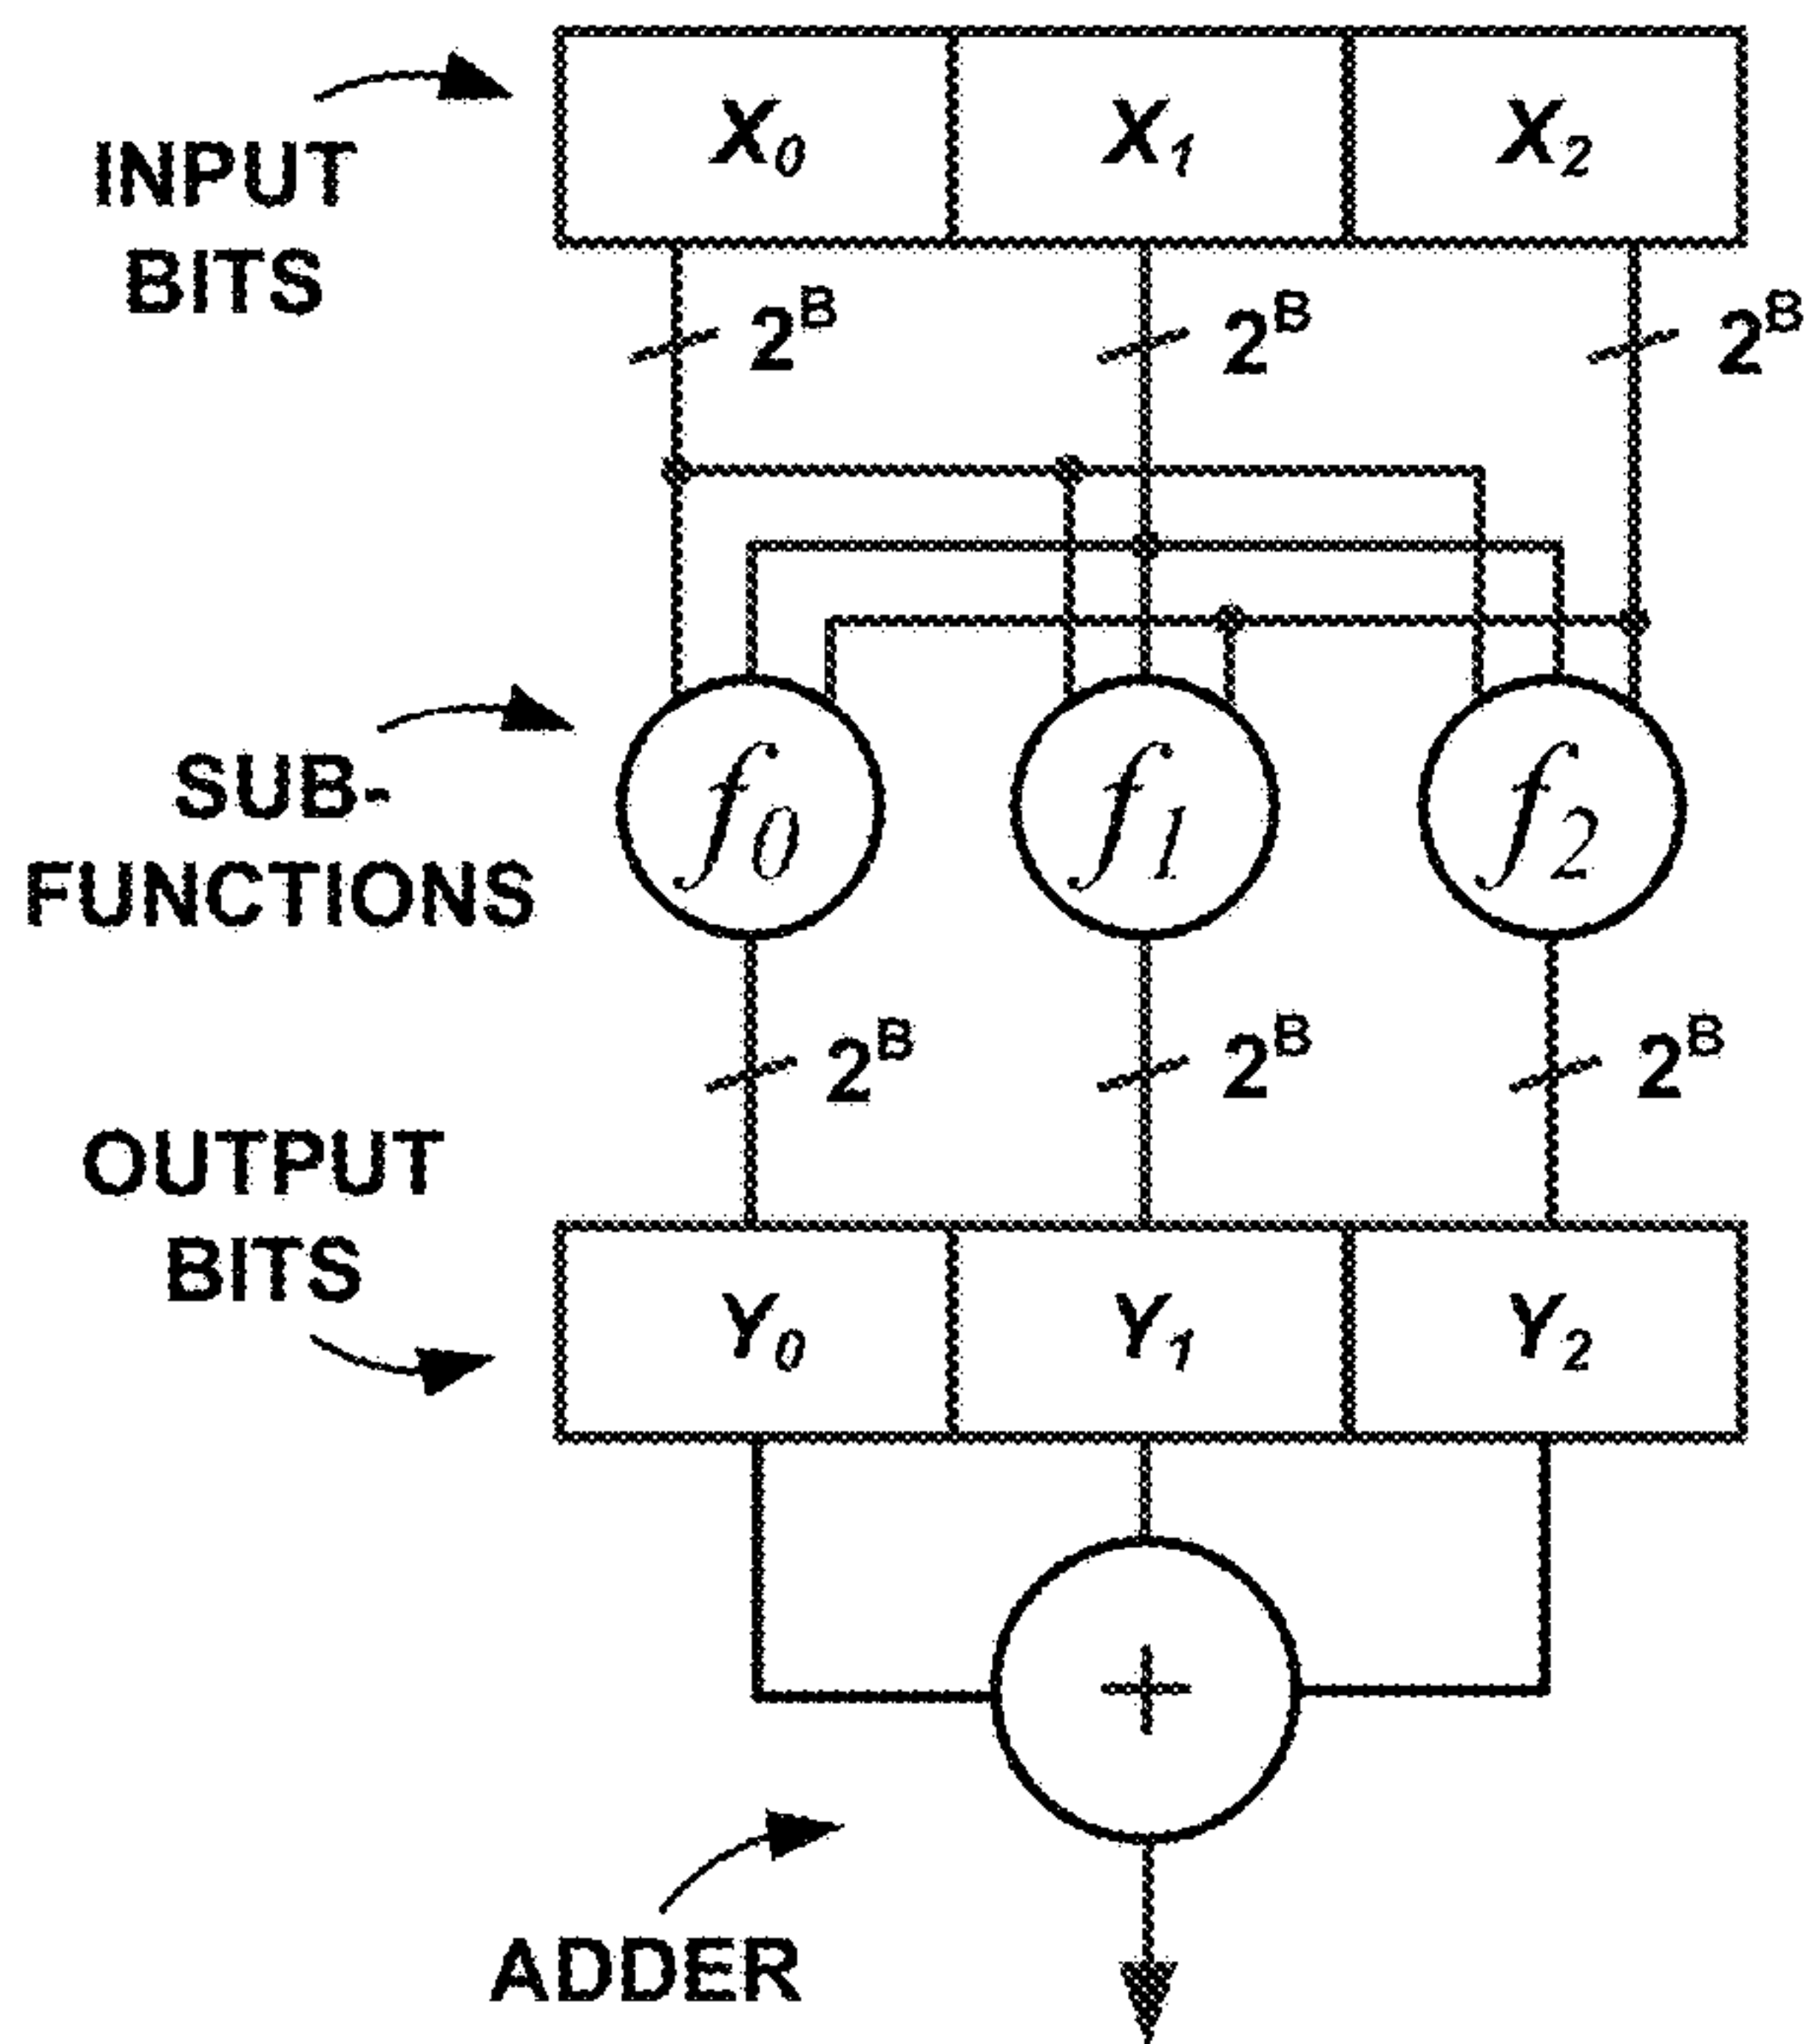 X₀ X₁ X₂
INPUT
BITS
2ᴮ 2ᴮ 2ᴮ
SUB-
FUNCTIONS
f₀ f₁ f₂
2ᴮ 2ᴮ 2ᴮ
OUTPUT
BITS
Y₀ Y₁ Y₂
+
ADDER